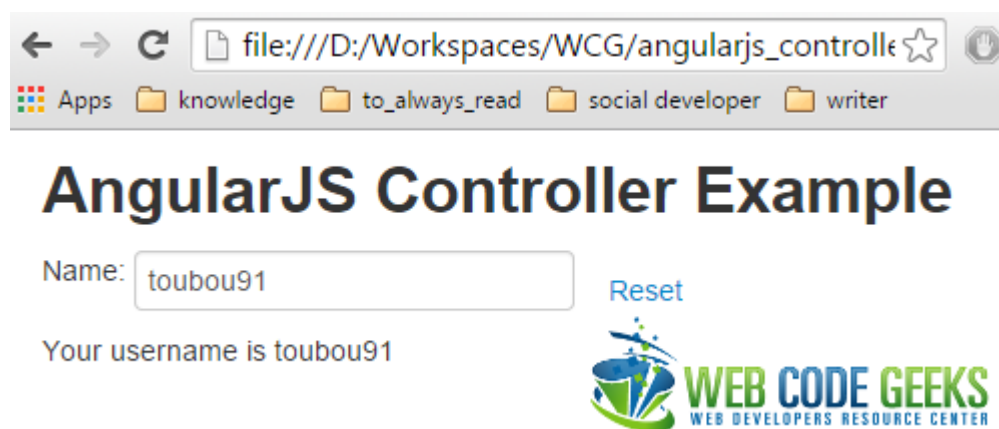 file:///D:/Workspaces/WCG/angularjs_controlle
Apps knowledge to_always_read social developer writer
AngularJS Controller Example
Name: toubou91
Reset
Your username is toubou91
WEB CODE GEEKS
WEB DEVELOPERS RESOURCE CENTER